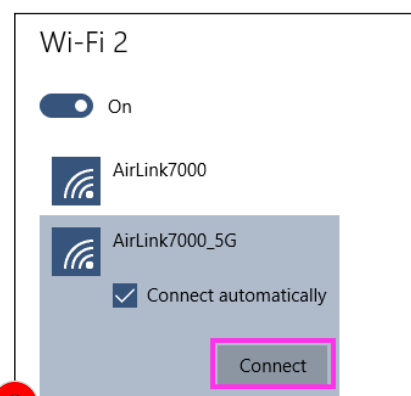 Wi-Fi 2
On
AirLink7000
AirLink7000_5G
Connect automatically
Connect